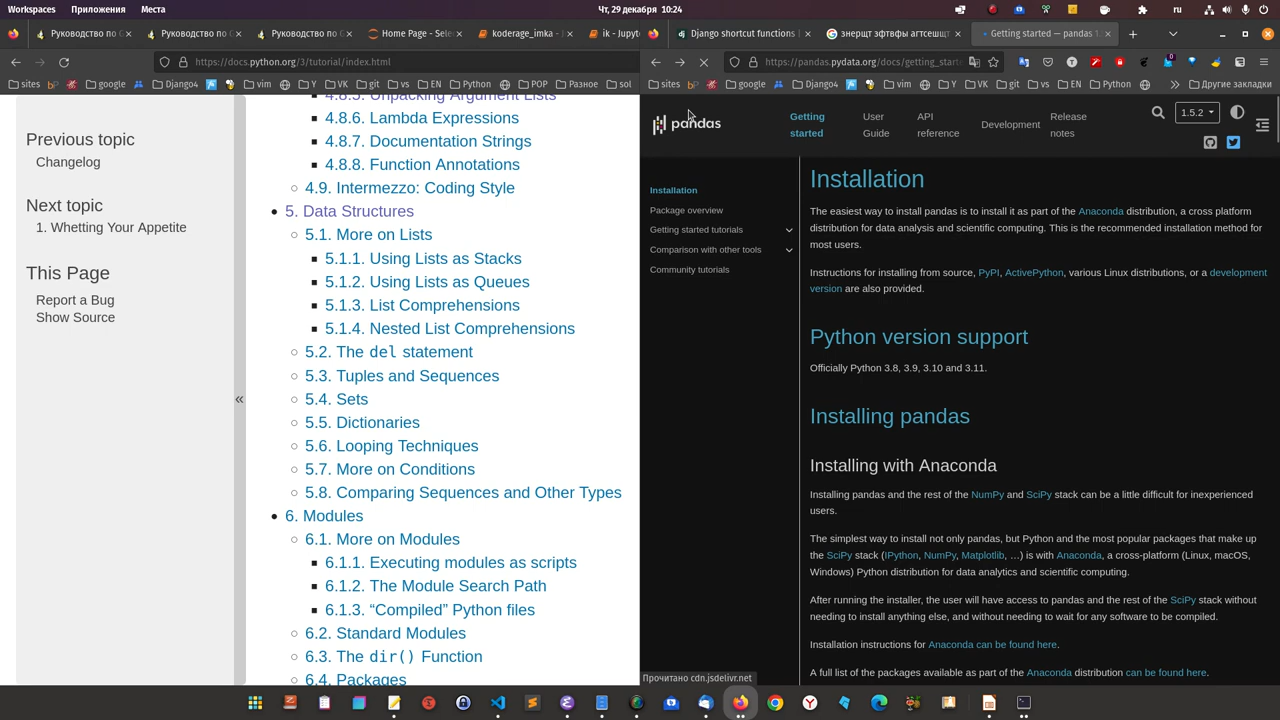 Workspaces Приложения Места Чт, 29 декабря 10:24 ru
Руководство по G Руководство по G Руководство по G Home Page - Sele koderage_imka - ik - Jupyte
Django shortcut functions знерщт зфтвфы агтсешщт Getting started — pandas 1.
https://docs.python.org/3/tutorial/index.html
https://pandas.pydata.org/docs/getting_starte
sites google Django4 vim Y git vs EN Python POP Разное sol
sites google Django4 vim Y git vs EN Python Другие закладки
Previous topic
Changelog
Next topic
1. Whetting Your Appetite
This Page
Report a Bug
Show Source
«
4.8.5. Unpacking Argument Lists
4.8.6. Lambda Expressions
4.8.7. Documentation Strings
4.8.8. Function Annotations
4.9. Intermezzo: Coding Style
5. Data Structures
5.1. More on Lists
5.1.1. Using Lists as Stacks
5.1.2. Using Lists as Queues
5.1.3. List Comprehensions
5.1.4. Nested List Comprehensions
5.2. The del statement
5.3. Tuples and Sequences
5.4. Sets
5.5. Dictionaries
5.6. Looping Techniques
5.7. More on Conditions
5.8. Comparing Sequences and Other Types
6. Modules
6.1. More on Modules
6.1.1. Executing modules as scripts
6.1.2. The Module Search Path
6.1.3. “Compiled” Python files
6.2. Standard Modules
6.3. The dir() Function
6.4. Packages
pandas
Getting started
User Guide
API reference
Development
Release notes
1.5.2
Installation
Package overview
Getting started tutorials
Comparison with other tools
Community tutorials
Installation
The easiest way to install pandas is to install it as part of the Anaconda distribution, a cross platform
distribution for data analysis and scientific computing. This is the recommended installation method for
most users.
Instructions for installing from source, PyPI, ActivePython, various Linux distributions, or a development
version are also provided.
Python version support
Officially Python 3.8, 3.9, 3.10 and 3.11.
Installing pandas
Installing with Anaconda
Installing pandas and the rest of the NumPy and SciPy stack can be a little difficult for inexperienced
users.
The simplest way to install not only pandas, but Python and the most popular packages that make up
the SciPy stack (IPython, NumPy, Matplotlib, …) is with Anaconda, a cross-platform (Linux, macOS,
Windows) Python distribution for data analytics and scientific computing.
After running the installer, the user will have access to pandas and the rest of the SciPy stack without
needing to install anything else, and without needing to wait for any software to be compiled.
Installation instructions for Anaconda can be found here.
A full list of the packages available as part of the Anaconda distribution can be found here.
Прочитано cdn.jsdelivr.net